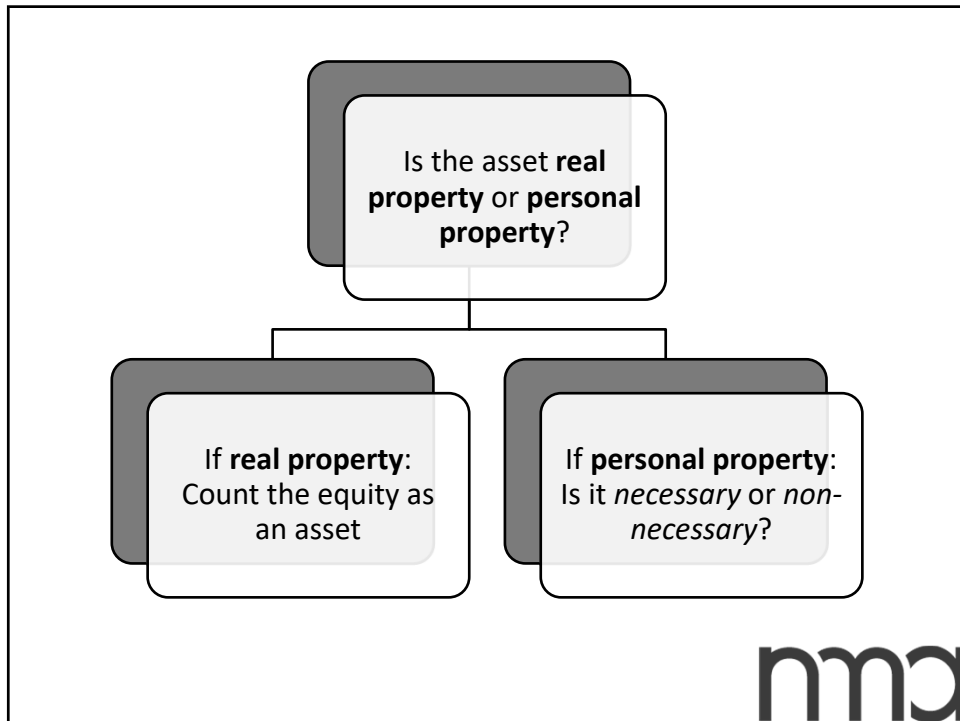 Is the asset real
property or personal
property?
If real property:
Count the equity as
an asset
If personal property:
Is it necessary or non-
necessary?
nma